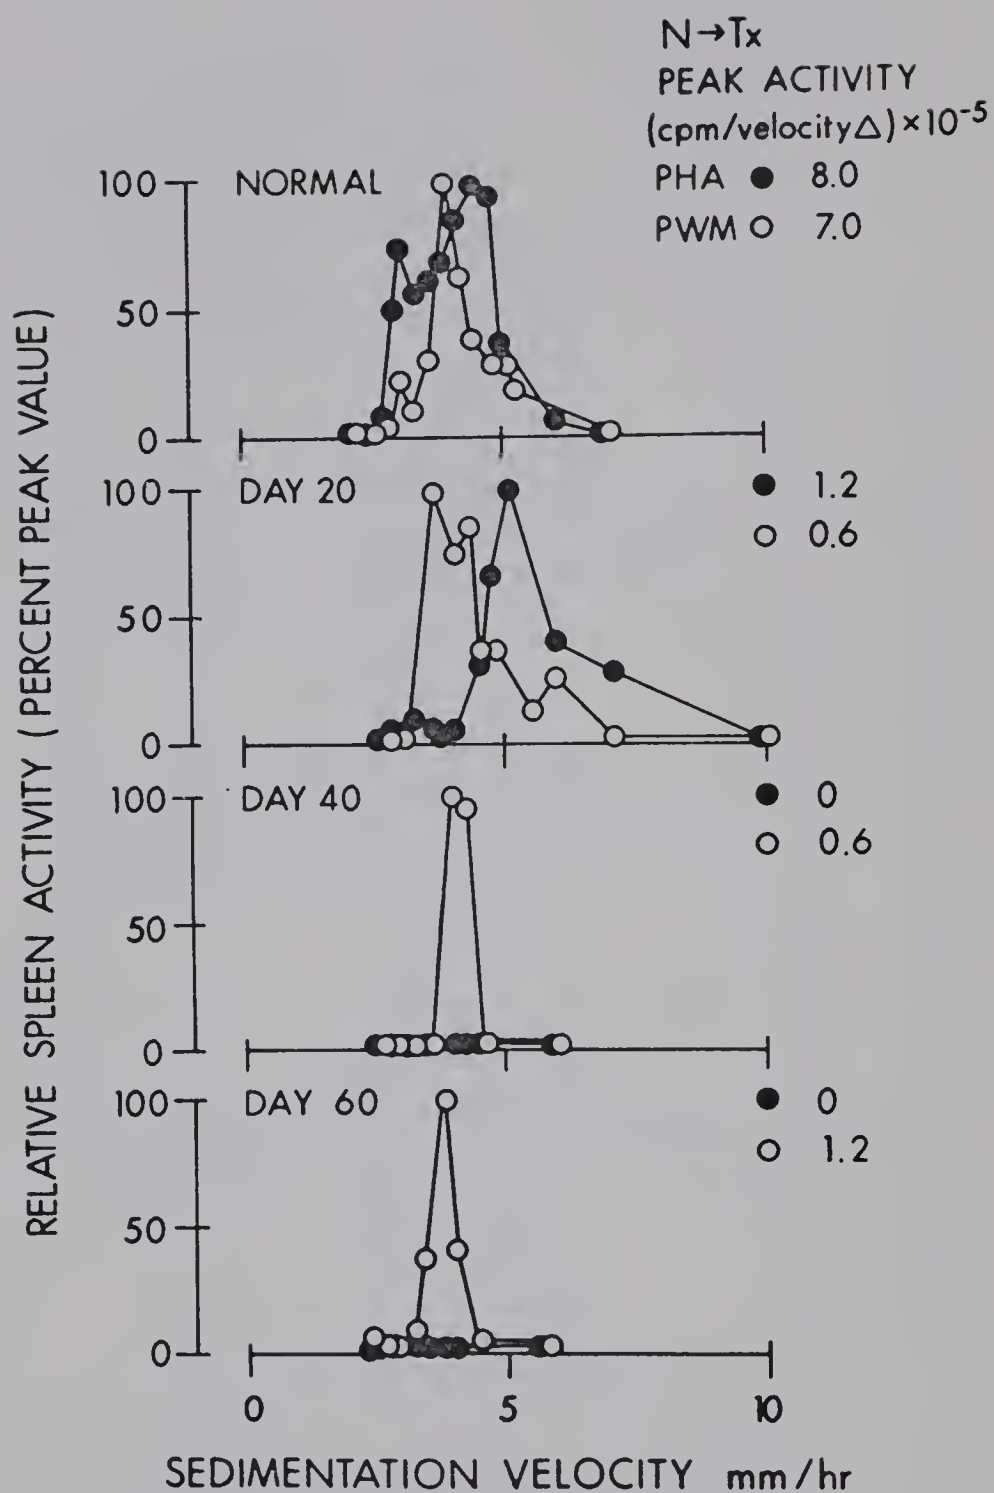 N→Tx
PEAK ACTIVITY
(cpm/velocity Δ) × 10⁻⁵
PHA ● 8.0
PWM ○ 7.0
RELATIVE SPLEEN ACTIVITY (PERCENT PEAK VALUE)
NORMAL
100
50
0
DAY 20
● 1.2
○ 0.6
100
50
0
DAY 40
● 0
○ 0.6
100
50
0
DAY 60
● 0
○ 1.2
100
50
0
0 5 10
SEDIMENTATION VELOCITY mm/hr